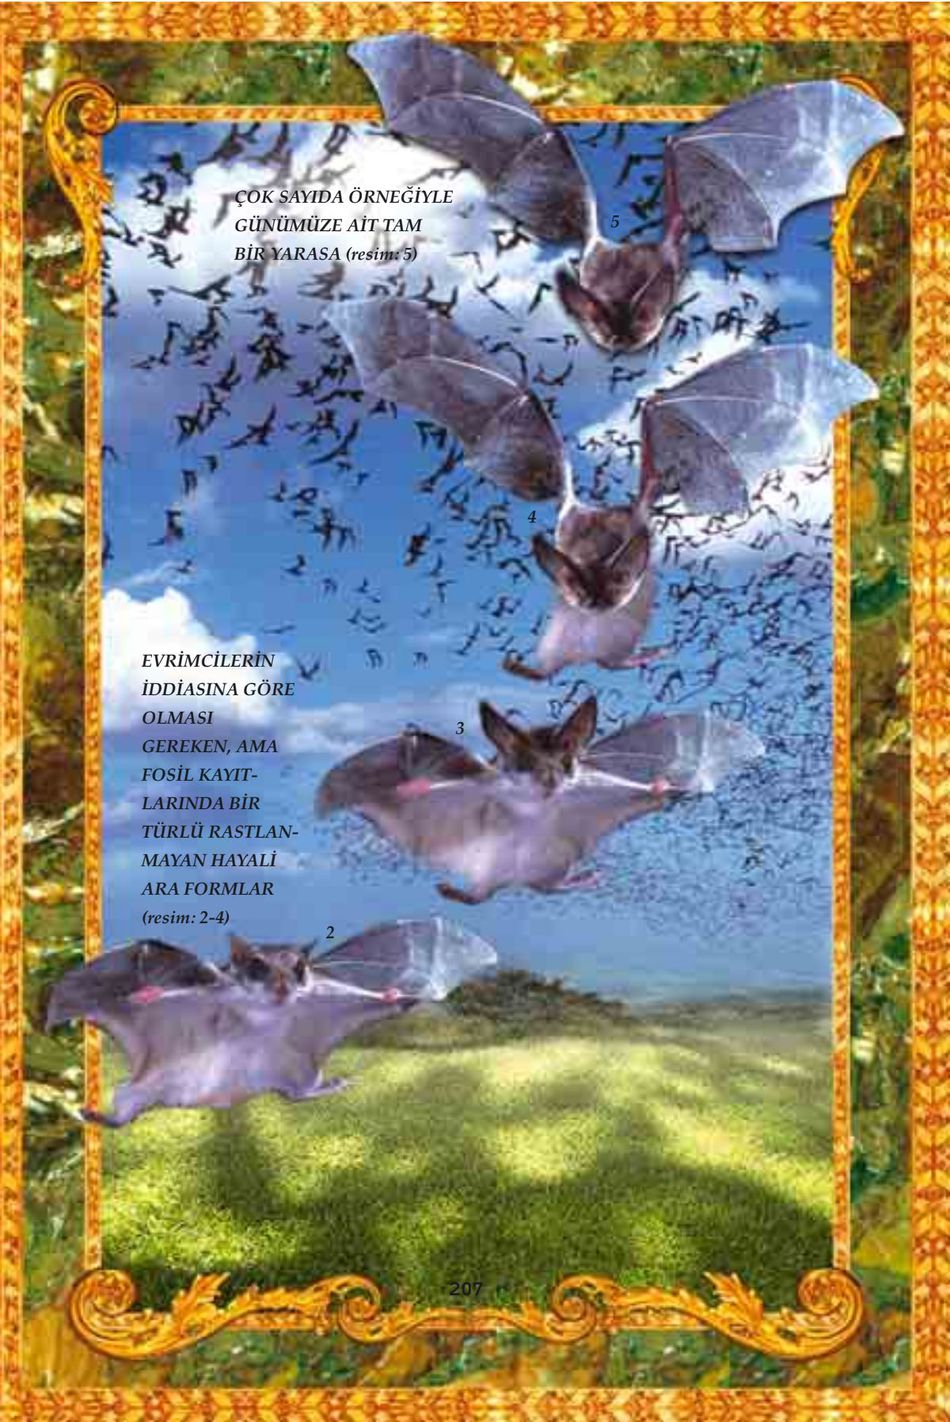 ÇOK SAYIDA ÖRNEĞİYLE
GÜNÜMÜZE AİT TAM
BİR YARASA (resim: 5)
5
4
EVRİMCİLERİN
İDDİASINA GÖRE
OLMASI
GEREKEN, AMA
FOSİL KAYIT-
LARINDA BİR
TÜRLÜ RASTLAN-
MAYAN HAYALİ
ARA FORMLAR
(resim: 2-4)
3
2
207